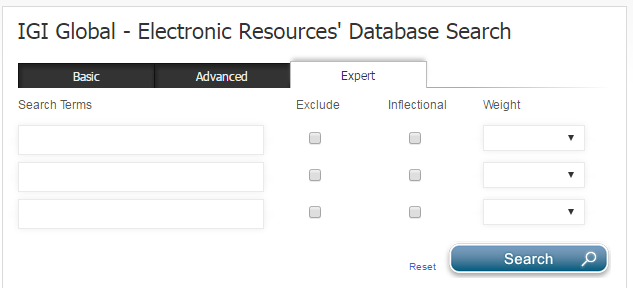 IGI Global - Electronic Resources' Database Search
Basic Advanced Expert
Search Terms Exclude Inflectional Weight
Reset Search